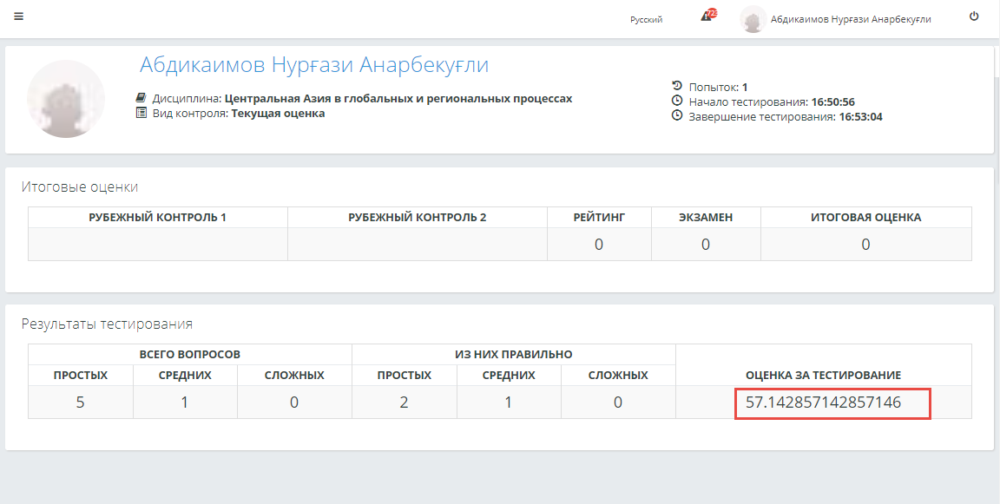 Русский
723
Абдикаимов Нурғази Анарбекуғли
Абдикаимов Нурғази Анарбекуғли
Дисциплина: Центральная Азия в глобальных и региональных процессах
Вид контроля: Текущая оценка
Попыток: 1
Начало тестирования: 16:50:56
Завершение тестирования: 16:53:04
Итоговые оценки
РУБЕЖНЫЙ КОНТРОЛЬ 1 РУБЕЖНЫЙ КОНТРОЛЬ 2 РЕЙТИНГ ЭКЗАМЕН ИТОГОВАЯ ОЦЕНКА
0 0 0
Результаты тестирования
ВСЕГО ВОПРОСОВ ИЗ НИХ ПРАВИЛЬНО
ПРОСТЫХ СРЕДНИХ СЛОЖНЫХ ПРОСТЫХ СРЕДНИХ СЛОЖНЫХ ОЦЕНКА ЗА ТЕСТИРОВАНИЕ
5 1 0 2 1 0 57.142857142857146